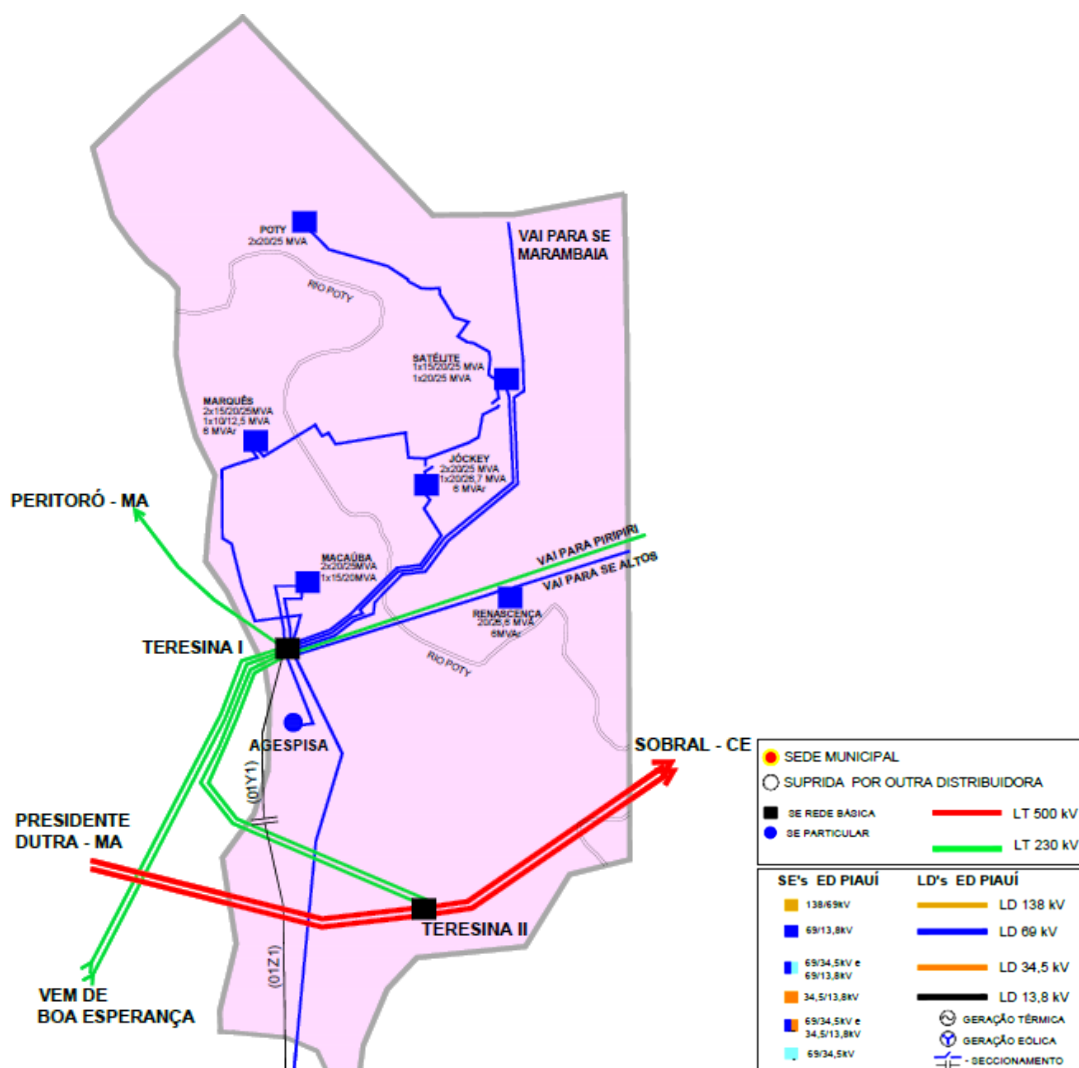 POTY
2x20/25 MVA
VAI PARA SE
MARAMBAIA
RIO POTY
SATÉLITE
1x15/20/25 MVA
1x20/25 MVA
MARQUÊS
2x15/20/25MVA
1x10/12,5 MVA
6 MVAr
JÓCKEY
2x20/25 MVA
1x20/26,7 MVA
6 MVAr
PERITORÓ - MA
MACAÚBA
2x20/25MVA
1x15/20MVA
VAI PARA PIRIPIRI
VAI PARA SE ALTOS
RENASCENÇA
20/26,6 MVA
6MVAr
TERESINA I
RIO POTY
AGESPISA
(01Y1)
SOBRAL - CE
PRESIDENTE
DUTRA - MA
TERESINA II
(01Z1)
VEM DE
BOA ESPERANÇA
SEDE MUNICIPAL
SUPRIDA POR OUTRA DISTRIBUIDORA
SE REDE BÁSICA
LT 500 kV
SE PARTICULAR
LT 230 kV
SE's ED PIAUÍ
LD's ED PIAUÍ
138/69kV
LD 138 kV
69/13,8kV
LD 69 kV
69/34,5kV e
69/13,8kV
LD 34,5 kV
34,5/13,8kV
LD 13,8 kV
69/34,5kV e
34,5/13,8kV
GERAÇÃO TÉRMICA
GERAÇÃO EÓLICA
69/34,5kV
- SECCIONAMENTO